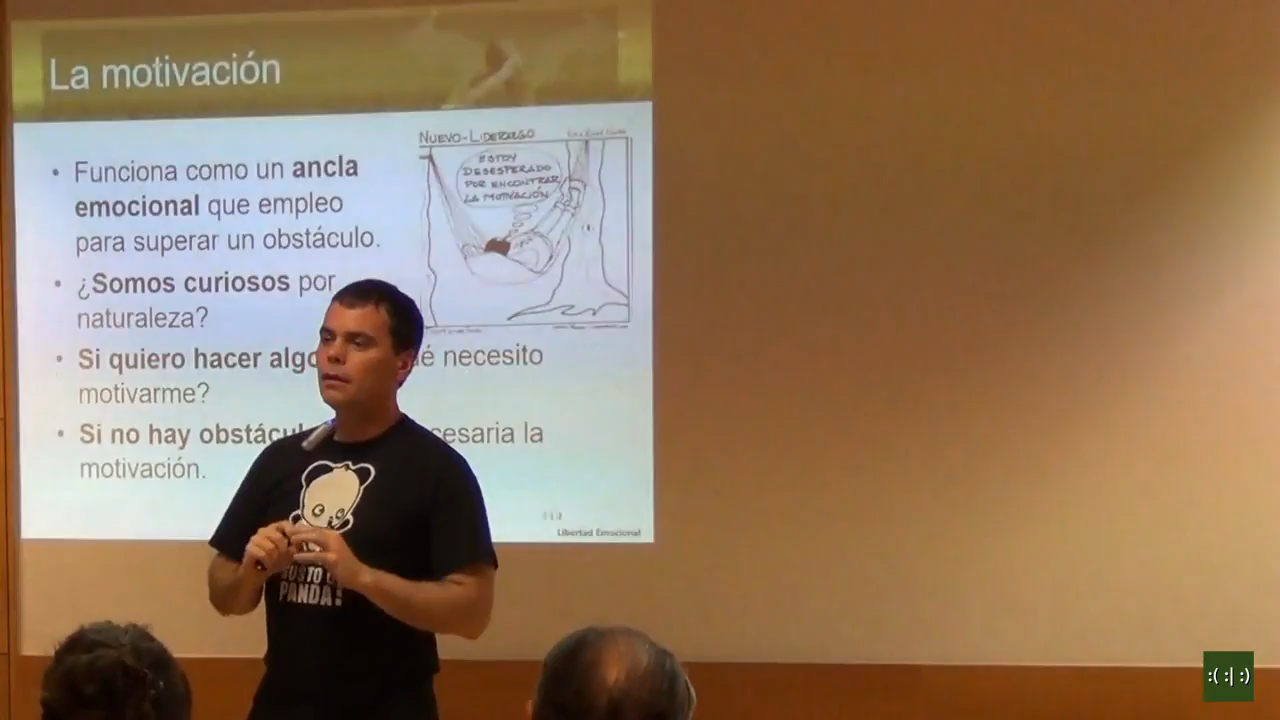 La motivación
• Funciona como un ancla
emocional que empleo
para superar un obstáculo.
• ¿Somos curiosos por
naturaleza?
• Si quiero hacer algo
necesito
motivarme?
• Si no hay
la
motivación.
NUEVO-LIDERAZGO
ESTOY
DESESPERADO
POR ENCONTRAR
LA MOTIVACIÓN
Libertad Emocional
PANDA!
:( :| :)